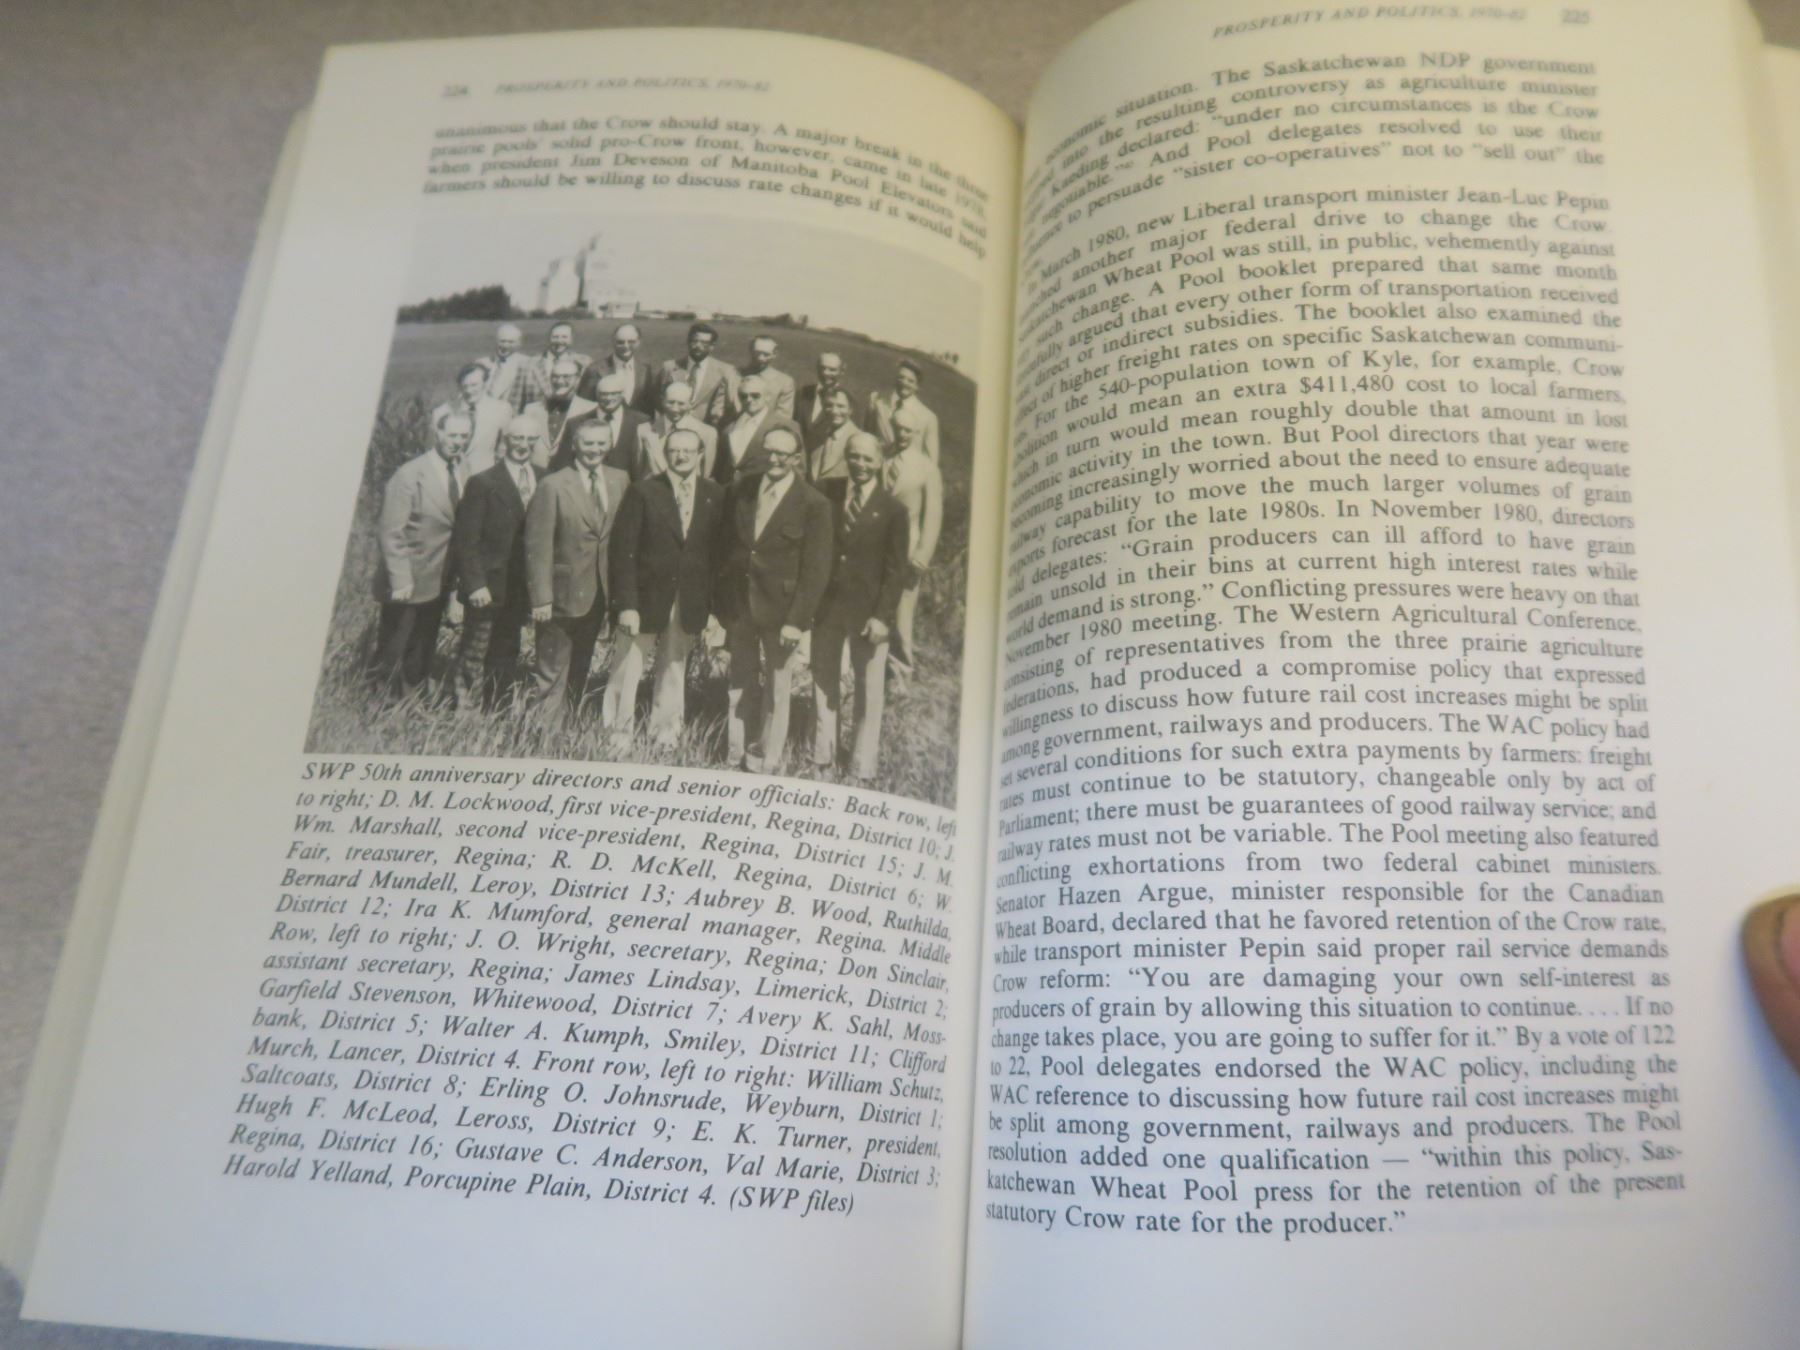 224 PROSPERITY AND POLITICS, 1970-82
unanimous that the Crow should stay. A major break in the three
prairie pools' solid pro-Crow front, however, came in late 1978,
when president Jim Deveson of Manitoba Pool Elevators said
farmers should be willing to discuss rate changes if it would help
SWP 50th anniversary directors and senior officials: Back row, left
to right; D. M. Lockwood, first vice-president, Regina, District 10; J.
Wm. Marshall, second vice-president, Regina, District 15; J. M.
Fair, treasurer, Regina; R. D. McKell, Regina, District 6; W.
Bernard Mundell, Leroy, District 13; Aubrey B. Wood, Ruthilda,
District 12; Ira K. Mumford, general manager, Regina. Middle
Row, left to right; J. O. Wright, secretary, Regina; Don Sinclair,
assistant secretary, Regina; James Lindsay, Limerick, District 2;
Garfield Stevenson, Whitewood, District 7; Avery K. Sahl, Moss-
bank, District 5; Walter A. Kumph, Smiley, District 11; Clifford
Murch, Lancer, District 4. Front row, left to right: William Schutz,
Saltcoats, District 8; Erling O. Johnsrude, Weyburn, District 1;
Hugh F. McLeod, Leross, District 9; E. K. Turner, president,
Regina, District 16; Gustave C. Anderson, Val Marie, District 3;
Harold Yelland, Porcupine Plain, District 4. (SWP files)
PROSPERITY AND POLITICS, 1970-82 225
economic situation. The Saskatchewan NDP government
into the resulting controversy as agriculture minister
Kaeding declared: "under no circumstances is the Crow
negotiable." And Pool delegates resolved to use their
to persuade "sister co-operatives" not to "sell out" the
In March 1980, new Liberal transport minister Jean-Luc Pepin
another major federal drive to change the Crow.
Saskatchewan Wheat Pool was still, in public, vehemently against
such change. A Pool booklet prepared that same month
argued that every other form of transportation received
direct or indirect subsidies. The booklet also examined the
effect of higher freight rates on specific Saskatchewan communi-
For the 540-population town of Kyle, for example, Crow
abolition would mean an extra $411,480 cost to local farmers,
which in turn would mean roughly double that amount in lost
economic activity in the town. But Pool directors that year were
becoming increasingly worried about the need to ensure adequate
railway capability to move the much larger volumes of grain
exports forecast for the late 1980s. In November 1980, directors
told delegates: "Grain producers can ill afford to have grain
remain unsold in their bins at current high interest rates while
world demand is strong." Conflicting pressures were heavy on that
November 1980 meeting. The Western Agricultural Conference,
consisting of representatives from the three prairie agriculture
federations, had produced a compromise policy that expressed
willingness to discuss how future rail cost increases might be split
among government, railways and producers. The WAC policy had
set several conditions for such extra payments by farmers: freight
rates must continue to be statutory, changeable only by act of
Parliament; there must be guarantees of good railway service; and
railway rates must not be variable. The Pool meeting also featured
conflicting exhortations from two federal cabinet ministers.
Senator Hazen Argue, minister responsible for the Canadian
Wheat Board, declared that he favored retention of the Crow rate,
while transport minister Pepin said proper rail service demands
Crow reform: "You are damaging your own self-interest as
producers of grain by allowing this situation to continue. . . . If no
change takes place, you are going to suffer for it." By a vote of 122
to 22, Pool delegates endorsed the WAC policy, including the
WAC reference to discussing how future rail cost increases might
be split among government, railways and producers. The Pool
resolution added one qualification — "within this policy, Sas-
katchewan Wheat Pool press for the retention of the present
statutory Crow rate for the producer."